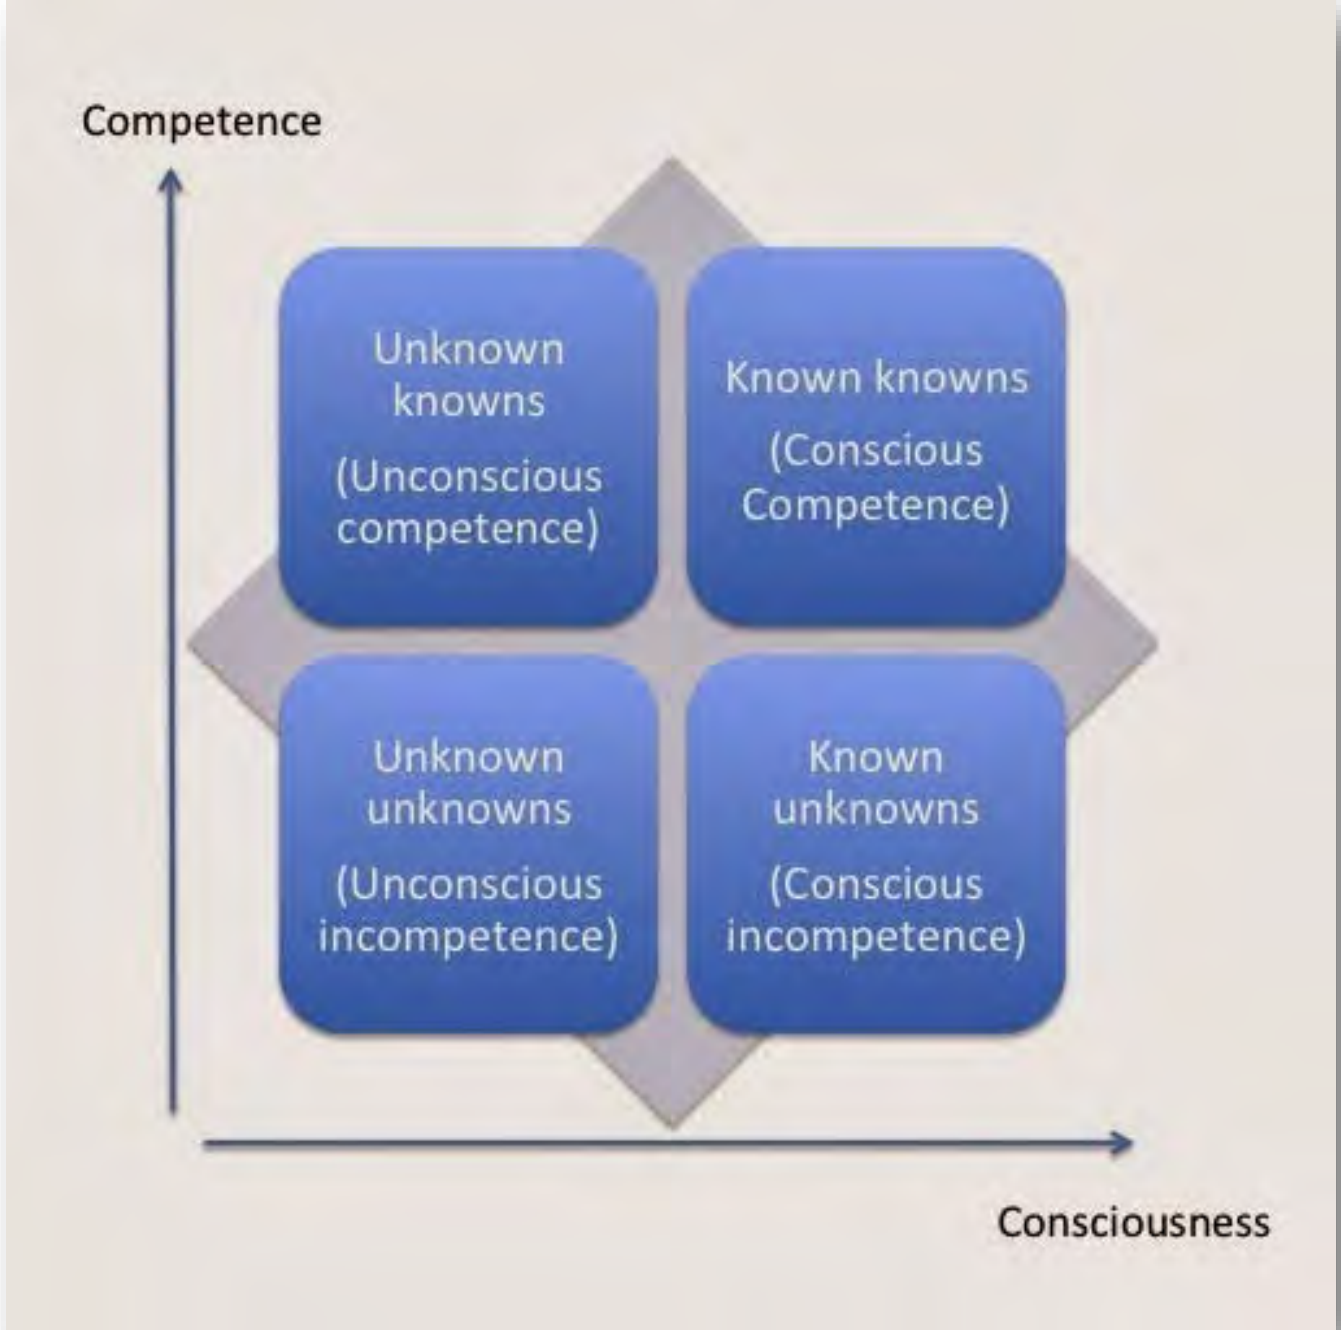 Competence
Unknown
knowns
(Unconscious
competence)
Known knowns
(Conscious
Competence)
Unknown
unknowns
(Unconscious
incompetence)
Known
unknowns
(Conscious
incompetence)
Consciousness